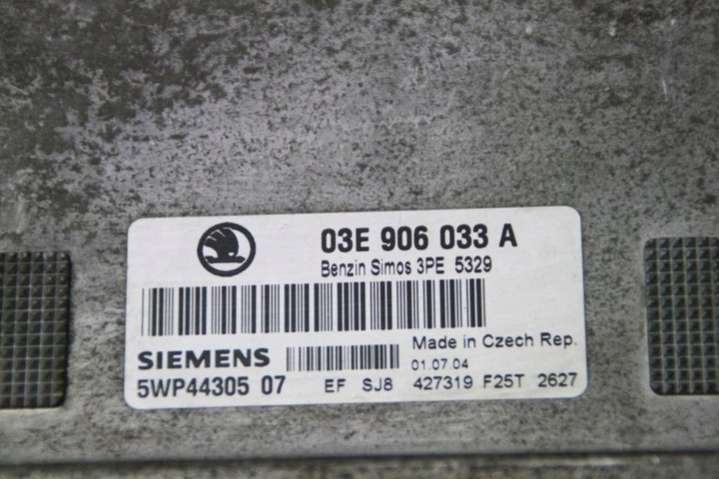 03E 906 033 A
Benzin Simos 3PE 5329
Made in Czech Rep.
SIEMENS
01.07.04
5WP44305 07 EF SJ8 427319 F25T 2627